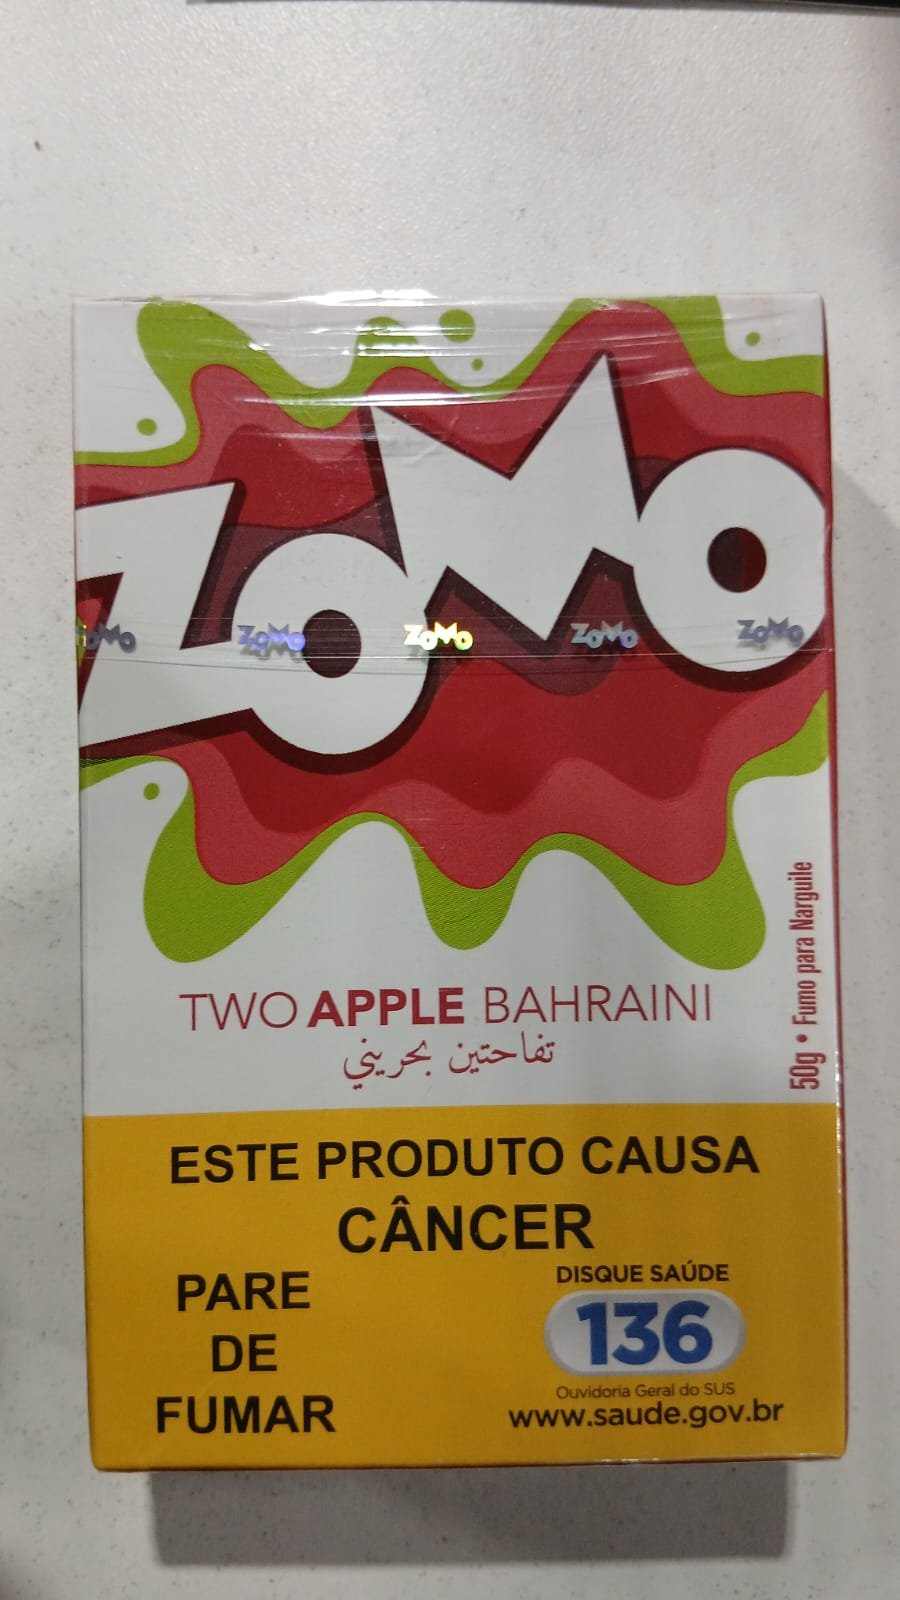 ZOMO
ZOMO ZOMO ZOMO ZOMO ZOMO
TWO APPLE BAHRAINI
تفاحتين بحريني
50g • Fumo para Narguile
ESTE PRODUTO CAUSA
CÂNCER
PARE
DE
FUMAR
DISQUE SAÚDE
136
Ouvidoria Geral do SUS
www.saude.gov.br